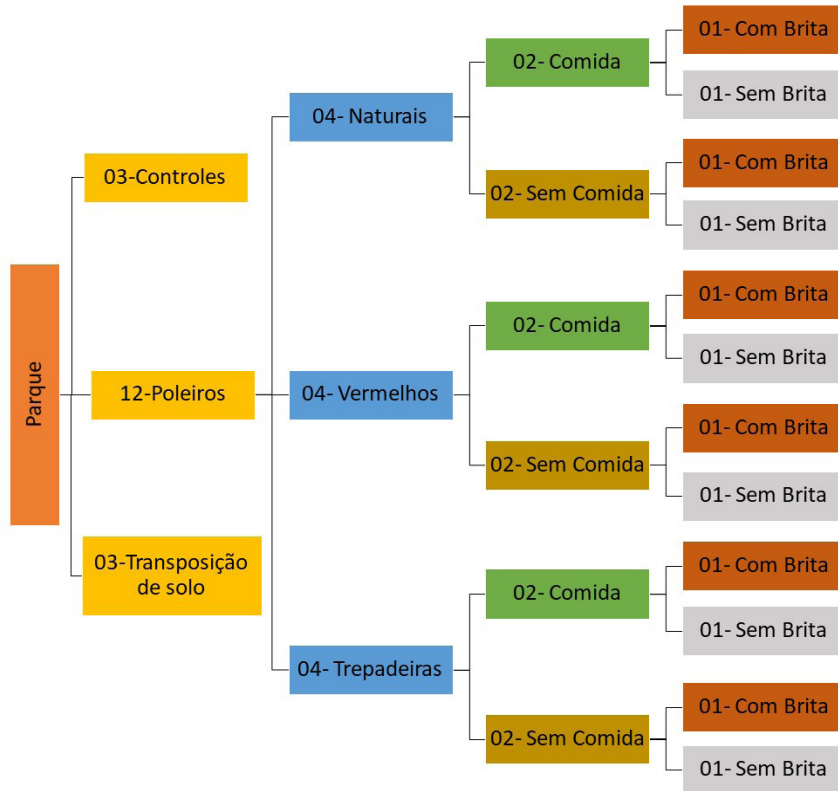 Parque
03-Controles
12-Poleiros
03-Transposição
de solo
04- Naturais
04- Vermelhos
04- Trepadeiras
02- Comida
02- Sem Comida
02- Comida
02- Sem Comida
02- Comida
02- Sem Comida
01- Com Brita
01- Sem Brita
01- Com Brita
01- Sem Brita
01- Com Brita
01- Sem Brita
01- Com Brita
01- Sem Brita
01- Com Brita
01- Sem Brita
01- Com Brita
01- Sem Brita